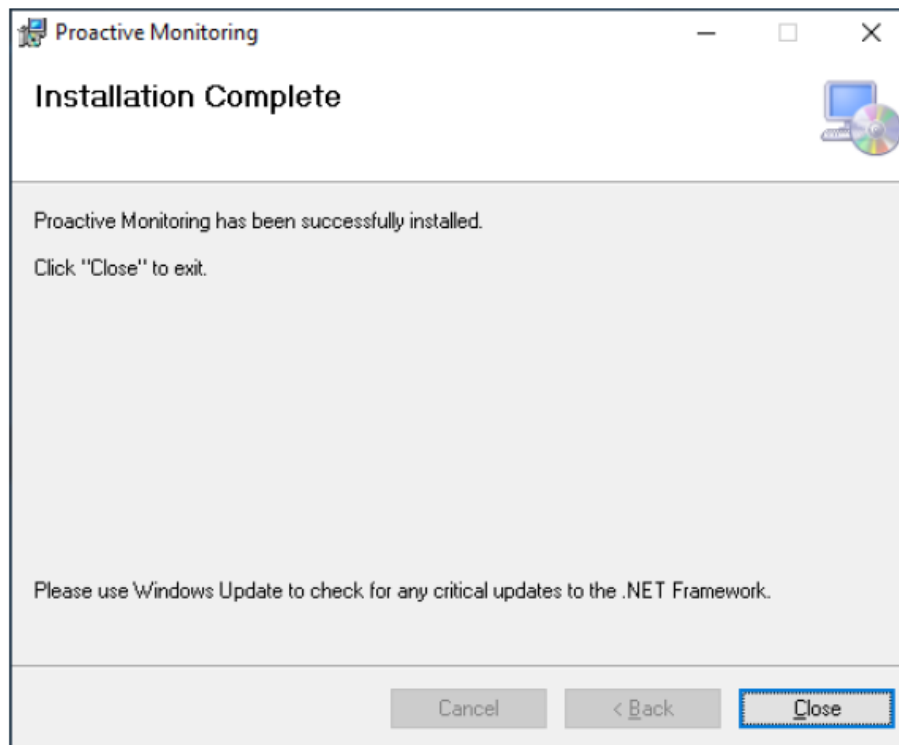 Proactive Monitoring
Installation Complete
Proactive Monitoring has been successfully installed.
Click "Close" to exit.
Please use Windows Update to check for any critical updates to the .NET Framework.
Cancel
< Back
Close